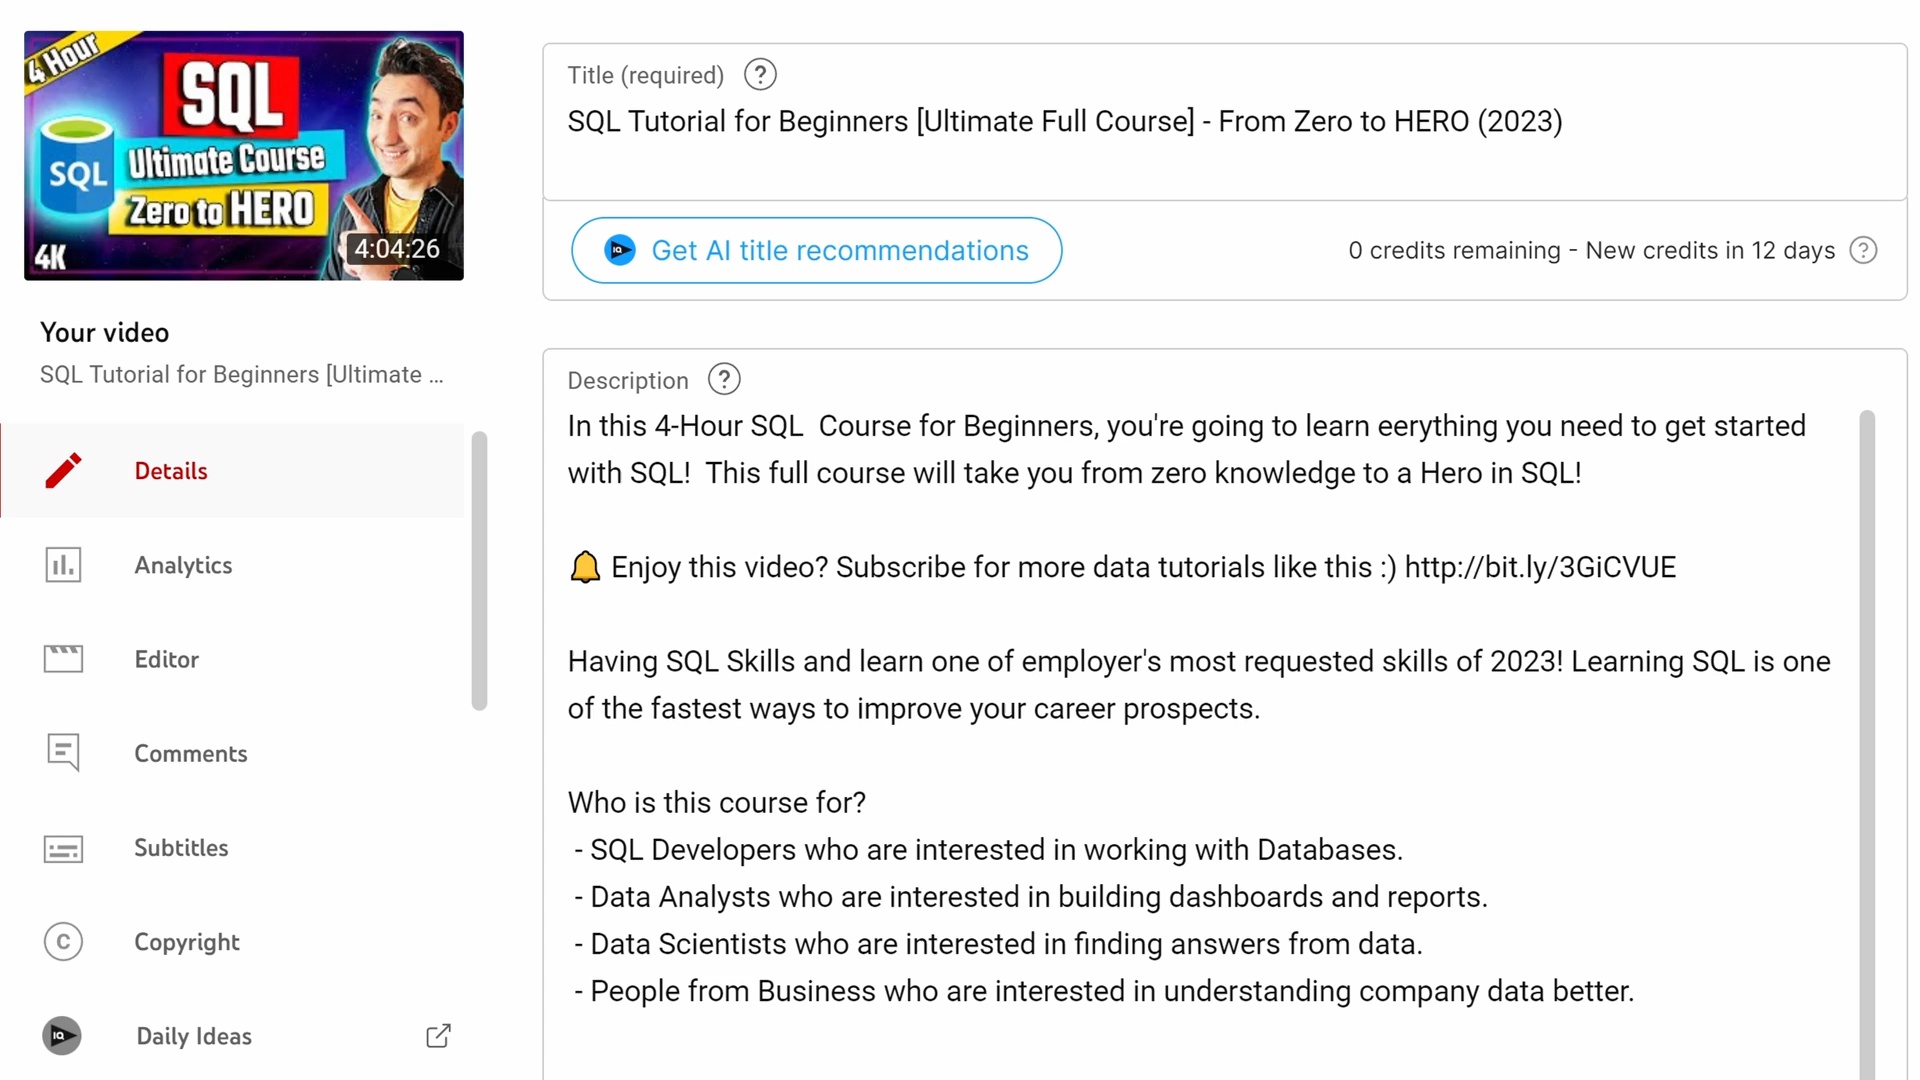 4 Hour
SQL
SQL
Ultimate Course
Zero to HERO
4K
4:04:26
Your video
SQL Tutorial for Beginners [Ultimate ...
Details
Analytics
Editor
Comments
Subtitles
Copyright
IQ
Daily Ideas
Title (required) ?
SQL Tutorial for Beginners [Ultimate Full Course] - From Zero to HERO (2023)
IQ Get AI title recommendations
0 credits remaining - New credits in 12 days ?
Description ?
In this 4-Hour SQL  Course for Beginners, you're going to learn eerything you need to get started
with SQL!  This full course will take you from zero knowledge to a Hero in SQL!
🔔 Enjoy this video? Subscribe for more data tutorials like this :) http://bit.ly/3GiCVUE
Having SQL Skills and learn one of employer's most requested skills of 2023! Learning SQL is one
of the fastest ways to improve your career prospects.
Who is this course for?
- SQL Developers who are interested in working with Databases.
- Data Analysts who are interested in building dashboards and reports.
- Data Scientists who are interested in finding answers from data.
- People from Business who are interested in understanding company data better.